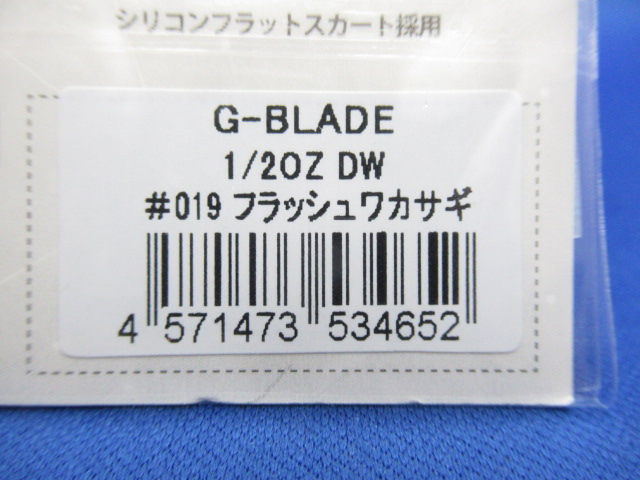 シリコンフラットスカート採用
G-BLADE
1/2OZ DW
#019 フラッシュワカサギ
4 571473 534652